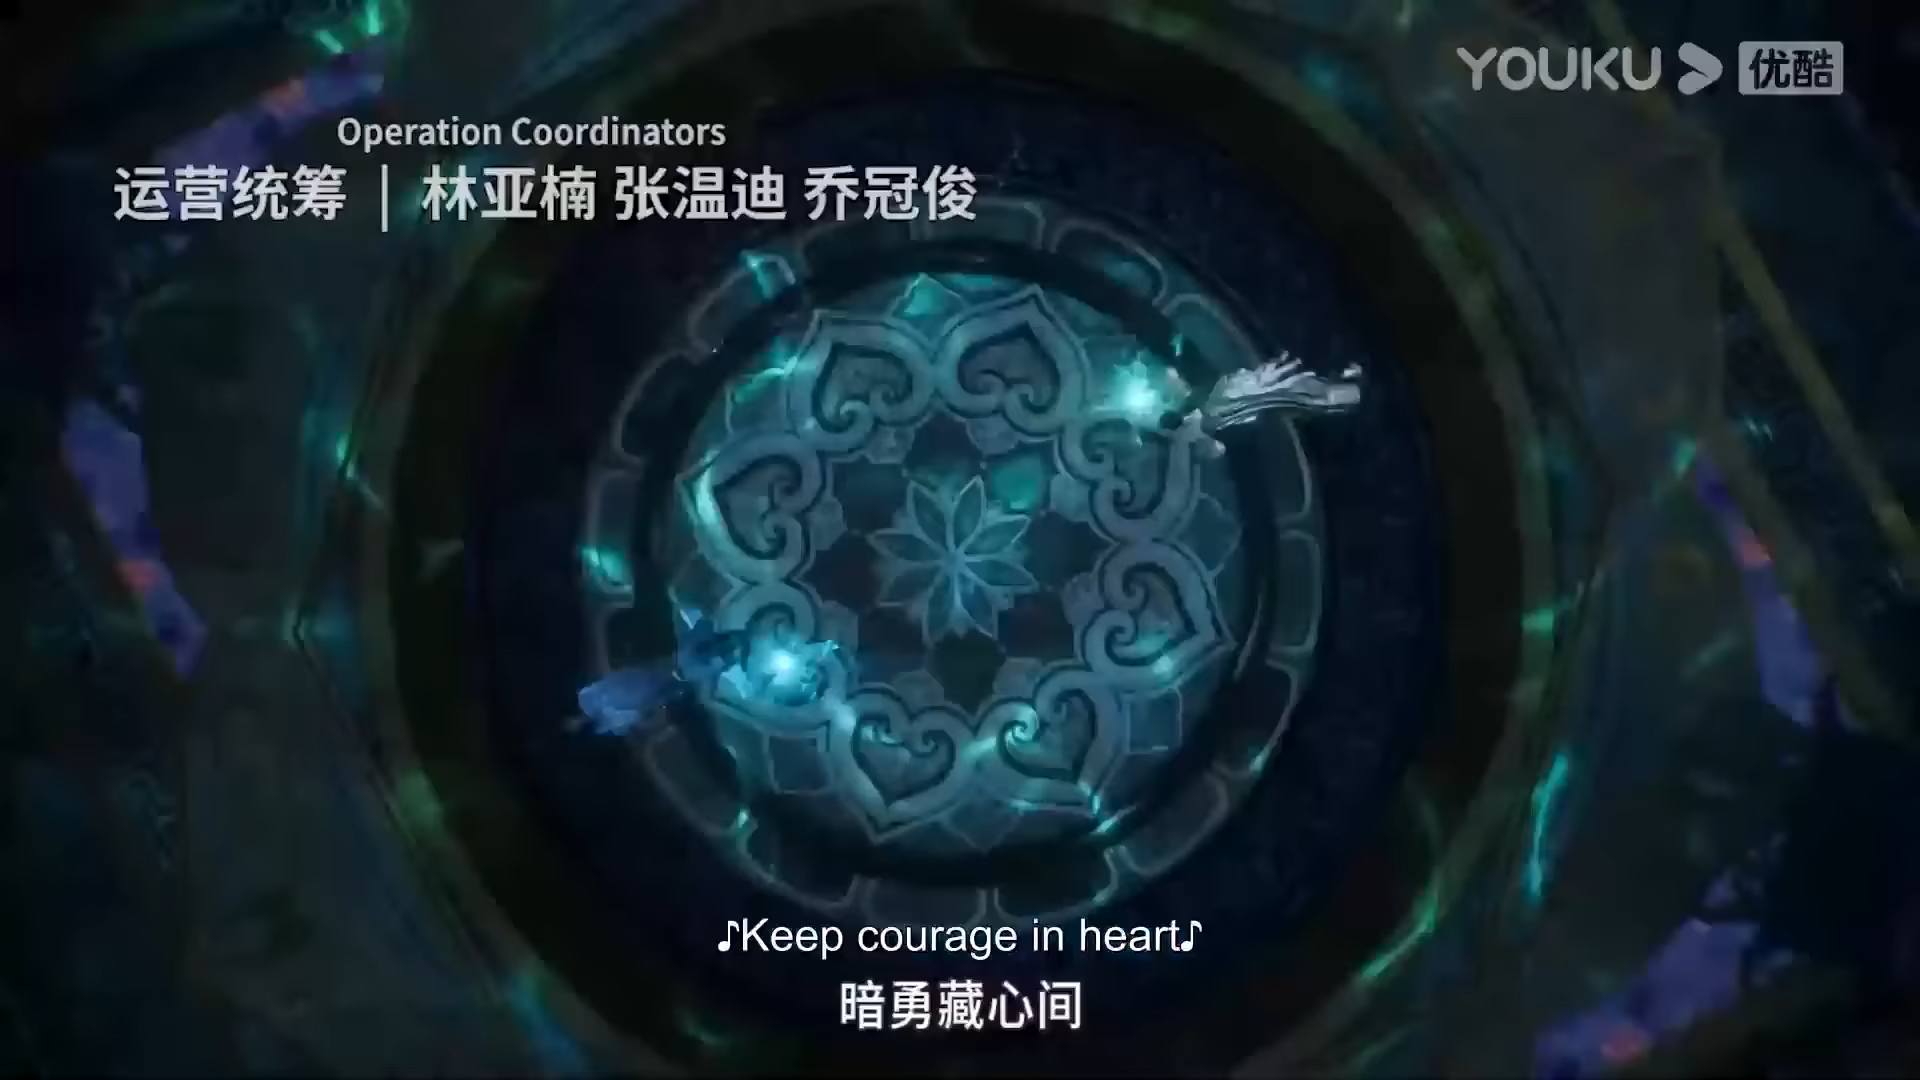 YOUKU 优酷
Operation Coordinators
运营统筹 | 林亚楠 张温迪 乔冠俊
♪Keep courage in heart♪
暗勇藏心间